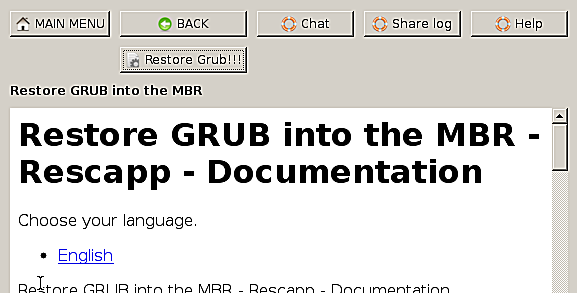 MAIN MENU BACK Chat Share log Help
Restore Grub!!!
Restore GRUB into the MBR
Restore GRUB into the MBR -
Rescapp - Documentation
Choose your language.
English
Restore GRUB into the MBR - Rescapp - Documentation